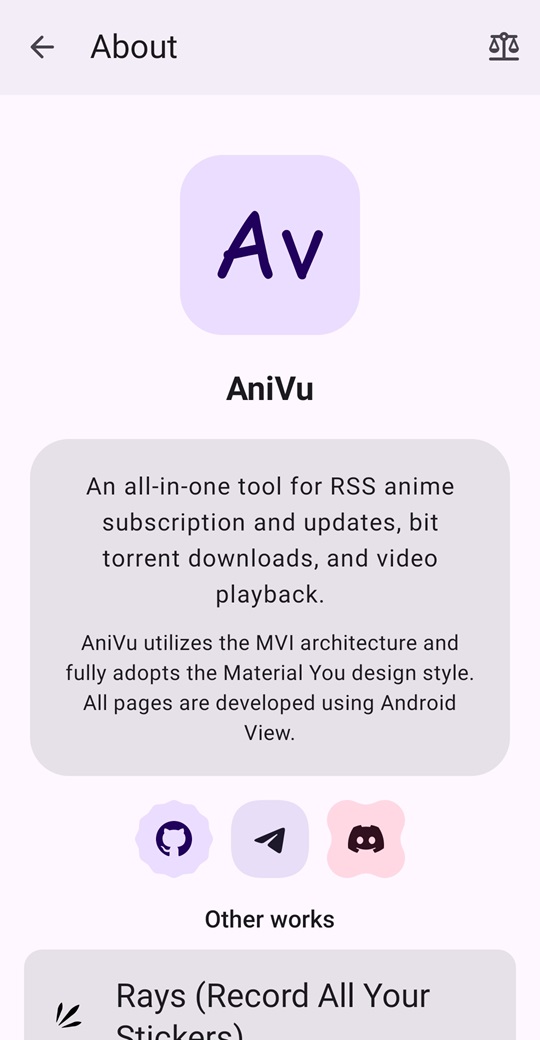 About
Av
AniVu
An all-in-one tool for RSS anime
subscription and updates, bit
torrent downloads, and video
playback.
AniVu utilizes the MVI architecture and
fully adopts the Material You design style.
All pages are developed using Android
View.
Other works
Rays (Record All Your
Stickers)